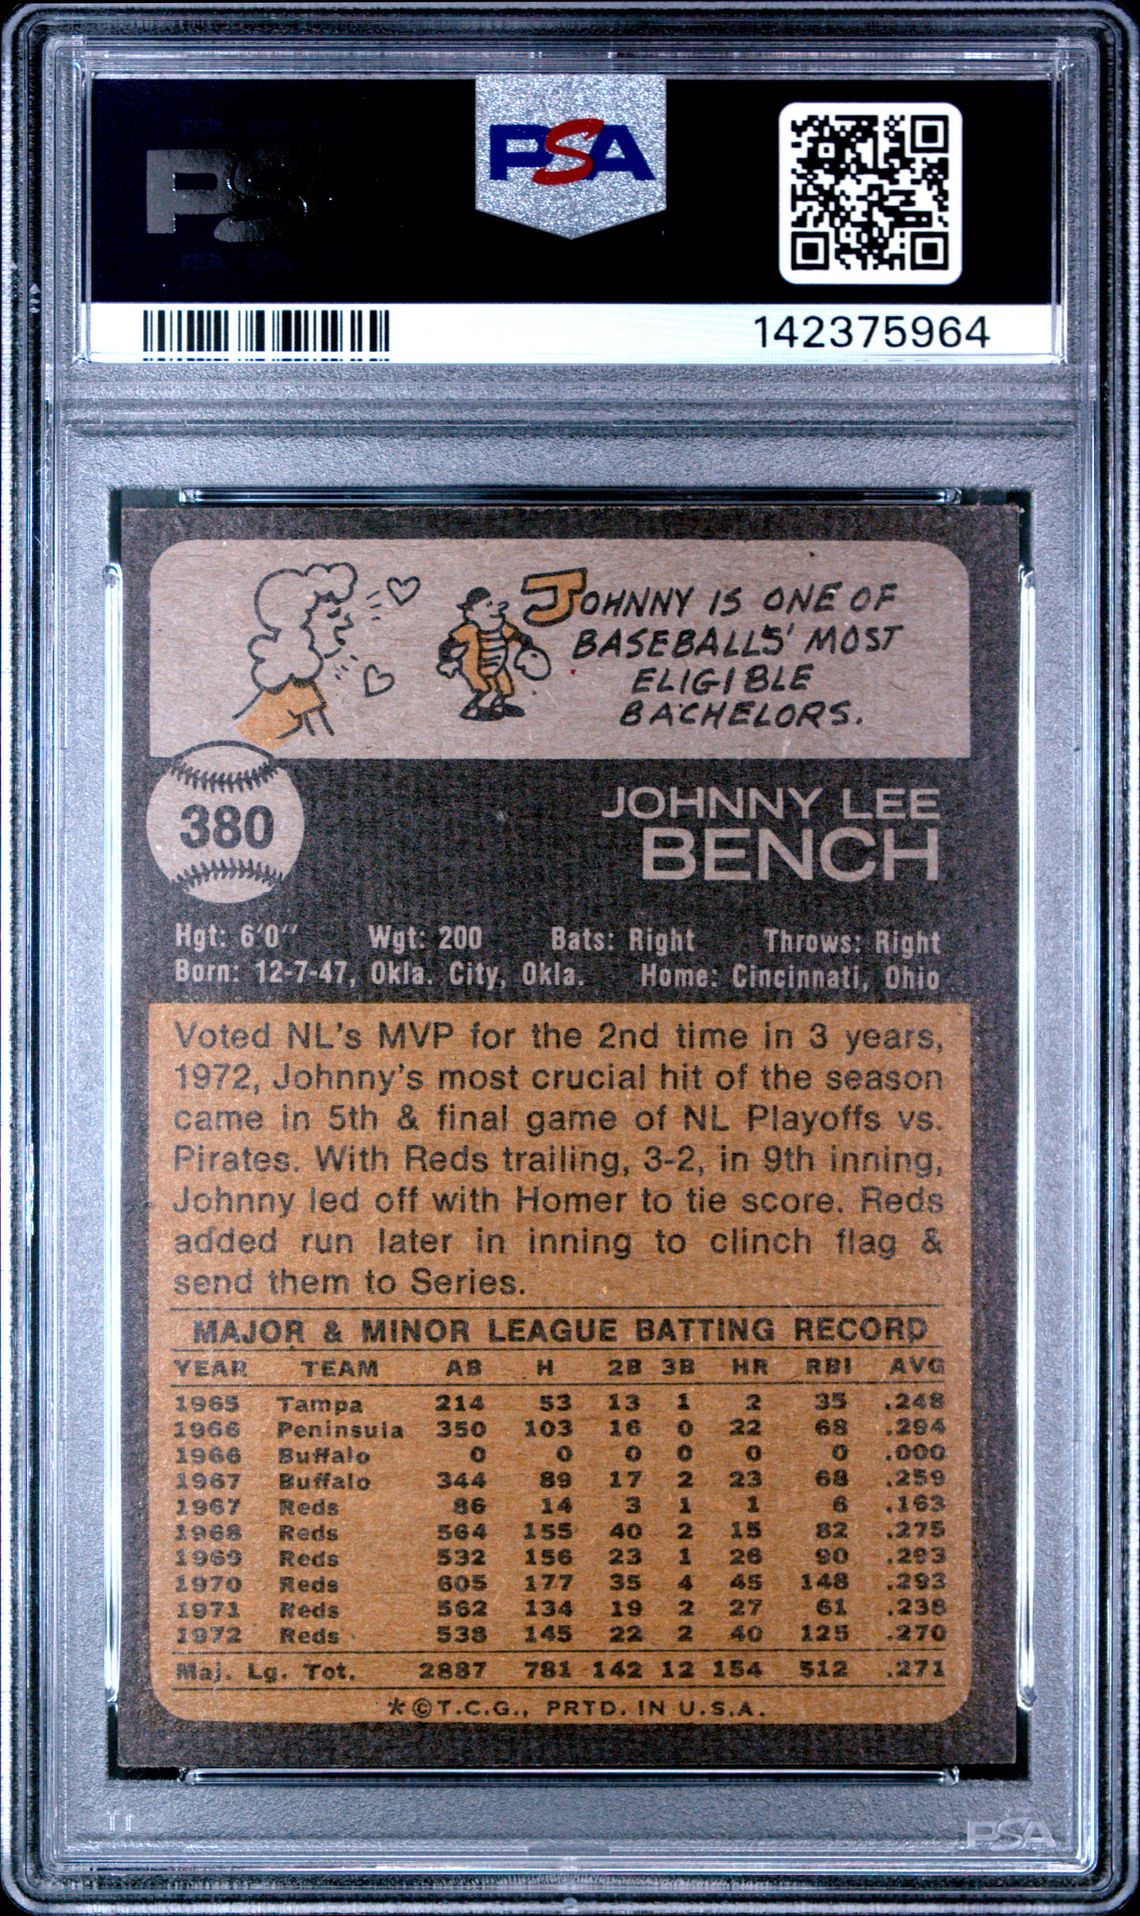 PS
PSA
142375964
JOHNNY IS ONE OF
BASEBALLS' MOST
ELIGIBLE
BACHELORS.
380
JOHNNY LEE
BENCH
Hgt: 6'0" Wgt: 200 Bats: Right Throws: Right
Born: 12-7-47, Okla. City, Okla. Home: Cincinnati, Ohio
Voted NL's MVP for the 2nd time in 3 years,
1972, Johnny's most crucial hit of the season
came in 5th & final game of NL Playoffs vs.
Pirates. With Reds trailing, 3-2, in 9th inning,
Johnny led off with Homer to tie score. Reds
added run later in inning to clinch flag &
send them to Series.
MAJOR & MINOR LEAGUE BATTING RECORD
YEAR TEAM AB H 2B 3B HR RBI AVG
1965 Tampa 214 53 13 1 2 35 .248
1966 Peninsula 350 103 16 0 22 68 .294
1966 Buffalo 0 0 0 0 0 0 .000
1967 Buffalo 344 89 17 2 23 68 .259
1967 Reds 86 14 3 1 1 6 .163
1968 Reds 564 155 40 2 15 82 .275
1969 Reds 532 156 23 1 26 90 .293
1970 Reds 605 177 35 4 45 148 .293
1971 Reds 562 134 19 2 27 61 .238
1972 Reds 538 145 22 2 40 125 .270
Maj. Lg. Tot. 2887 781 142 12 154 512 .271
*©T.C.G., PRTD. IN U.S.A.
PSA